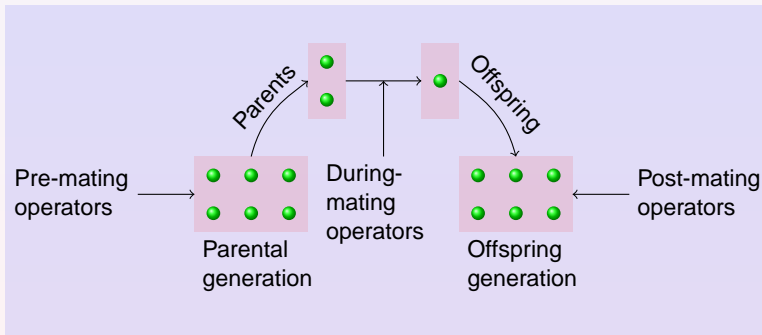 Parents
Offspring
Pre-mating
operators
During-
mating
operators
Post-mating
operators
Parental
generation
Offspring
generation